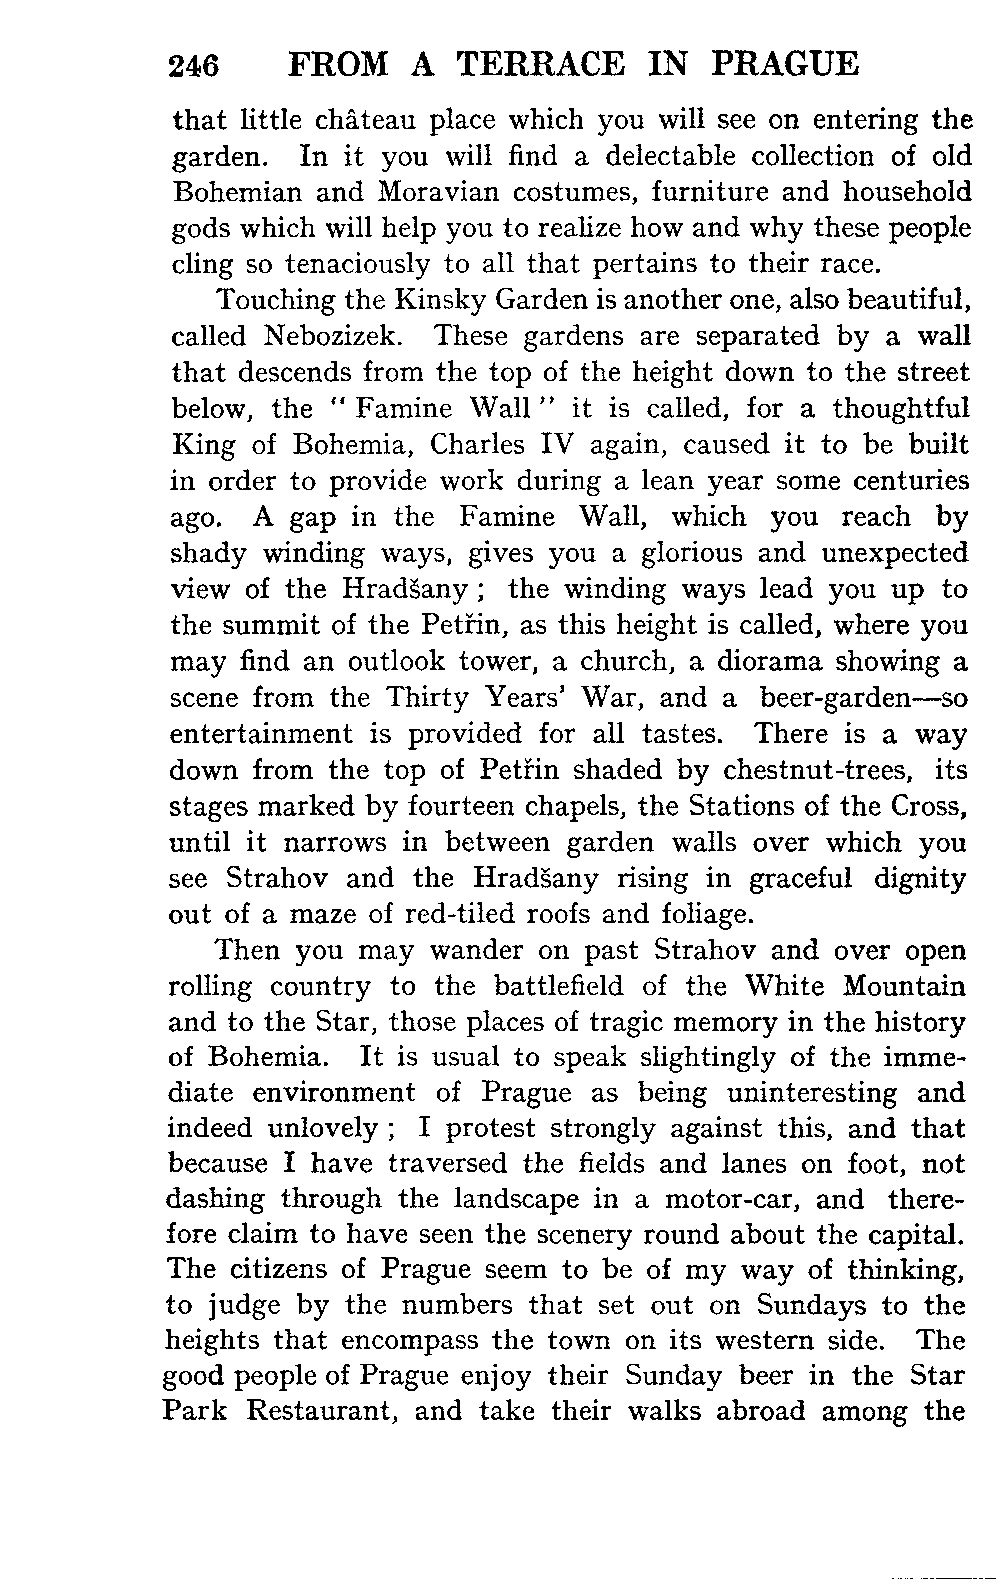 246 FROM A TERRACE IN PRAGUE
that little château place which you will see on entering the
garden. In it you will find a delectable collection of old
Bohemian and Moravian costumes, furniture and household
gods which will help you to realize how and why these people
cling so tenaciously to all that pertains to their race.
Touching the Kinsky Garden is another one, also beautiful,
called Nebozizek. These gardens are separated by a wall
that descends from the top of the height down to the street
below, the " Famine Wall " it is called, for a thoughtful
King of Bohemia, Charles IV again, caused it to be built
in order to provide work during a lean year some centuries
ago. A gap in the Famine Wall, which you reach by
shady winding ways, gives you a glorious and unexpected
view of the Hradšany ; the winding ways lead you up to
the summit of the Petřin, as this height is called, where you
may find an outlook tower, a church, a diorama showing a
scene from the Thirty Years' War, and a beer-garden—so
entertainment is provided for all tastes. There is a way
down from the top of Petřin shaded by chestnut-trees, its
stages marked by fourteen chapels, the Stations of the Cross,
until it narrows in between garden walls over which you
see Strahov and the Hradšany rising in graceful dignity
out of a maze of red-tiled roofs and foliage.
Then you may wander on past Strahov and over open
rolling country to the battlefield of the White Mountain
and to the Star, those places of tragic memory in the history
of Bohemia. It is usual to speak slightingly of the imme-
diate environment of Prague as being uninteresting and
indeed unlovely ; I protest strongly against this, and that
because I have traversed the fields and lanes on foot, not
dashing through the landscape in a motor-car, and there-
fore claim to have seen the scenery round about the capital.
The citizens of Prague seem to be of my way of thinking,
to judge by the numbers that set out on Sundays to the
heights that encompass the town on its western side. The
good people of Prague enjoy their Sunday beer in the Star
Park Restaurant, and take their walks abroad among the